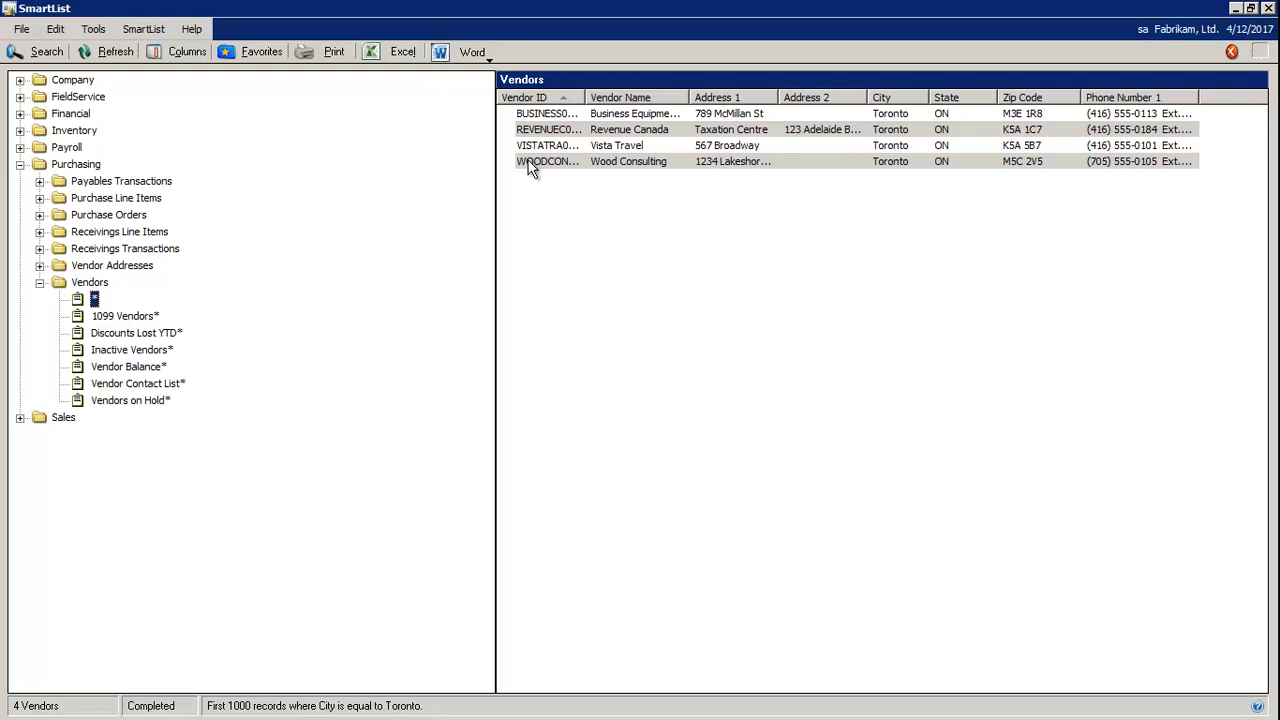 SmartList
File Edit Tools SmartList Help
sa Fabrikam, Ltd. 4/12/2017
Search Refresh Columns Favorites Print Excel Word
Company
FieldService
Financial
Inventory
Payroll
Purchasing
Payables Transactions
Purchase Line Items
Purchase Orders
Receivings Line Items
Receivings Transactions
Vendor Addresses
Vendors
*
1099 Vendors*
Discounts Lost YTD*
Inactive Vendors*
Vendor Balance*
Vendor Contact List*
Vendors on Hold*
Sales
Vendors
Vendor ID Vendor Name Address 1 Address 2 City State Zip Code Phone Number 1
BUSINESS0... Business Equipme... 789 McMillan St Toronto ON M3E 1R8 (416) 555-0113 Ext....
REVENUEC0... Revenue Canada Taxation Centre 123 Adelaide B... Toronto ON K5A 1C7 (416) 555-0184 Ext....
VISTATRA0... Vista Travel 567 Broadway Toronto ON K5A 5B7 (416) 555-0101 Ext....
WOODCON... Wood Consulting 1234 Lakeshor... Toronto ON M5C 2V5 (705) 555-0105 Ext....
4 Vendors Completed First 1000 records where City is equal to Toronto.